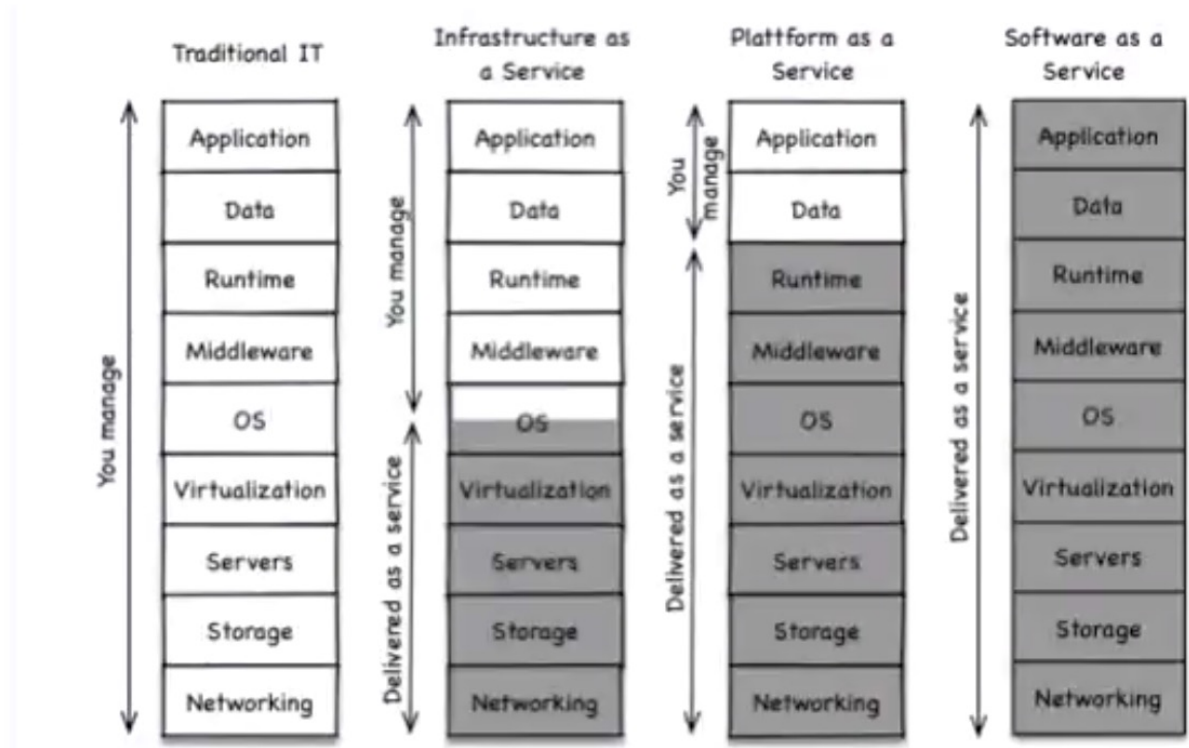 Traditional IT
You manage
Application
Data
Runtime
Middleware
OS
Virtualization
Servers
Storage
Networking
Infrastructure as
a Service
You manage
Delivered as a service
Application
Data
Runtime
Middleware
OS
Virtualization
Servers
Storage
Networking
Plattform as a
Service
You
manage
Delivered as a service
Application
Data
Runtime
Middleware
OS
Virtualization
Servers
Storage
Networking
Software as a
Service
Delivered as a service
Application
Data
Runtime
Middleware
OS
Virtualization
Servers
Storage
Networking